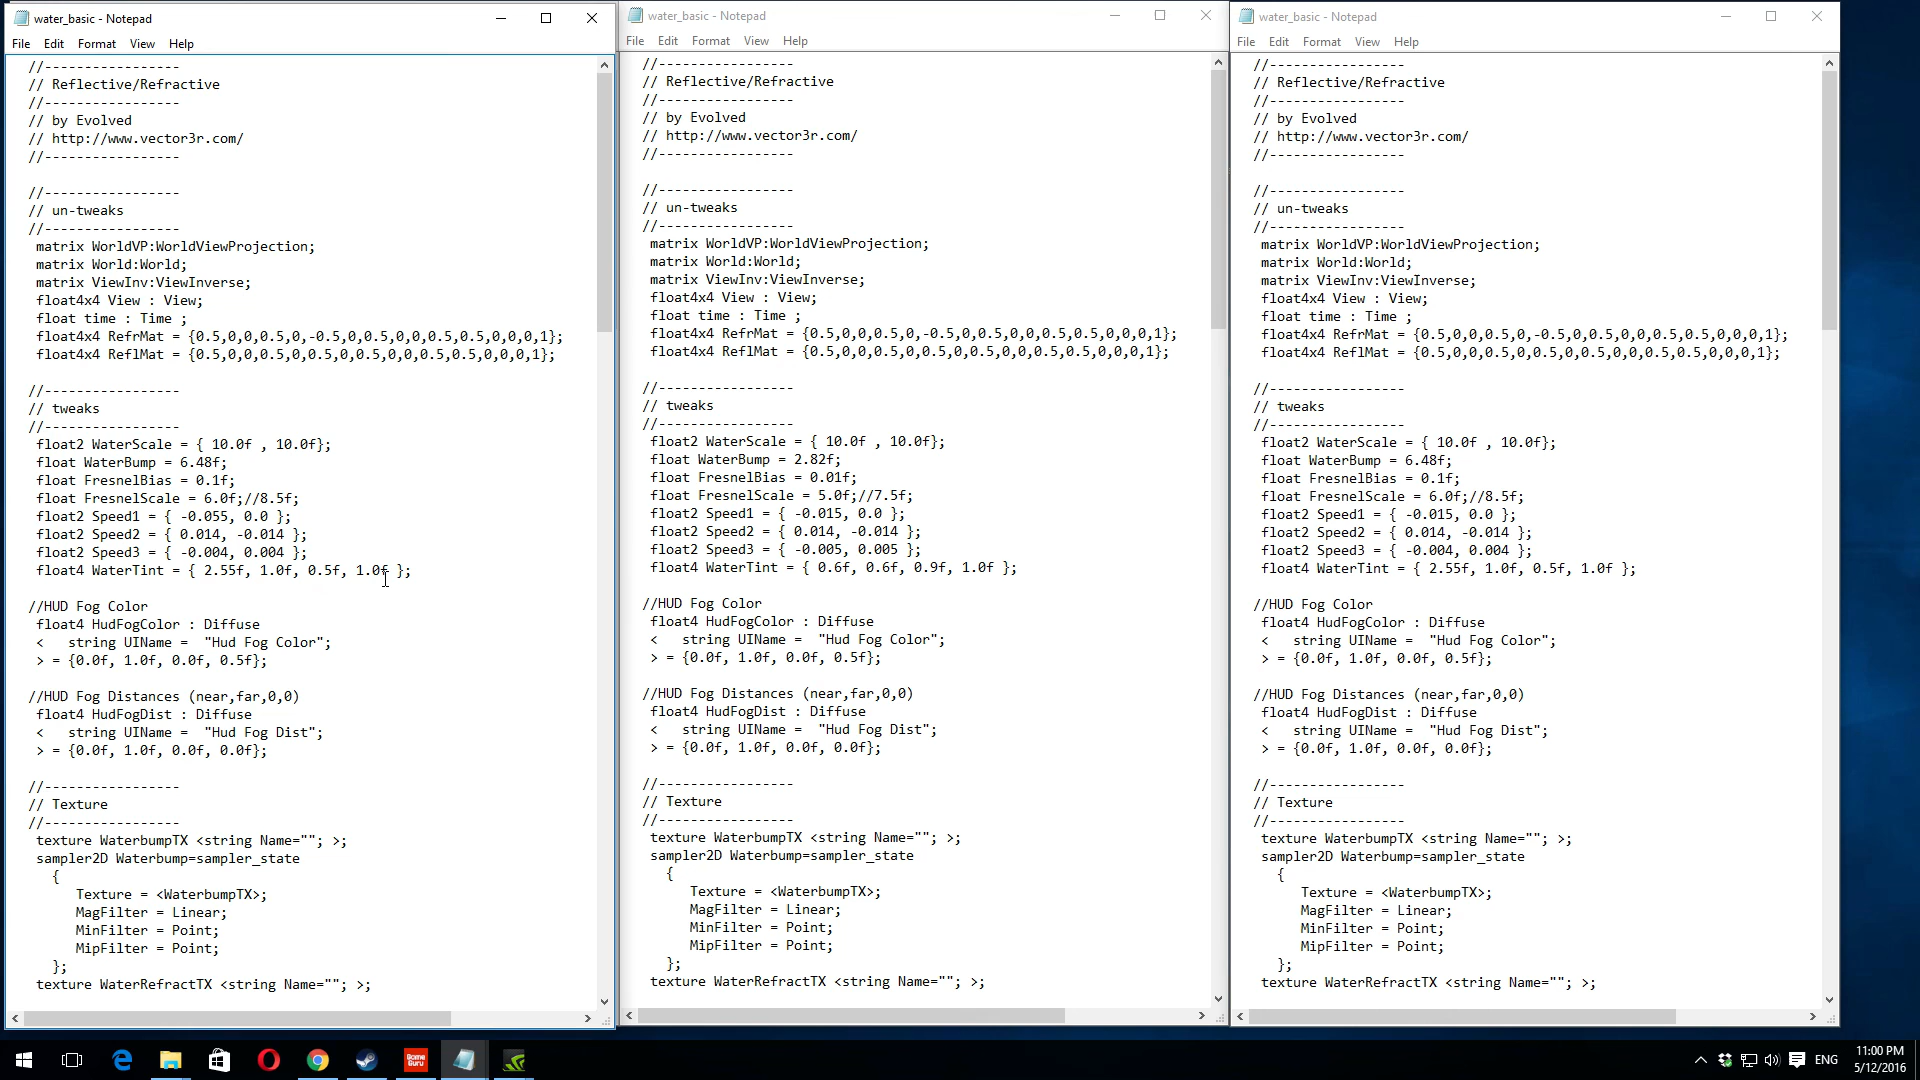 water_basic - Notepad
File Edit Format View Help
//-----------------
// Reflective/Refractive
//-----------------
// by Evolved
// http://www.vector3r.com/
//-----------------
//-----------------
// un-tweaks
//-----------------
matrix WorldVP:WorldViewProjection;
matrix World:World;
matrix ViewInv:ViewInverse;
float4x4 View : View;
float time : Time ;
float4x4 RefrMat = {0.5,0,0,0.5,0,-0.5,0,0.5,0,0,0.5,0.5,0,0,0,1};
float4x4 ReflMat = {0.5,0,0,0.5,0,0.5,0,0.5,0,0,0.5,0.5,0,0,0,1};
//-----------------
// tweaks
//-----------------
float2 WaterScale = { 10.0f , 10.0f};
float WaterBump = 6.48f;
float FresnelBias = 0.1f;
float FresnelScale = 6.0f;//8.5f;
float2 Speed1 = { -0.055, 0.0 };
float2 Speed2 = { 0.014, -0.014 };
float2 Speed3 = { -0.004, 0.004 };
float4 WaterTint = { 2.55f, 1.0f, 0.5f, 1.0f };
//HUD Fog Color
float4 HudFogColor : Diffuse
<   string UIName =  "Hud Fog Color";
> = {0.0f, 1.0f, 0.0f, 0.5f};
//HUD Fog Distances (near,far,0,0)
float4 HudFogDist : Diffuse
<   string UIName =  "Hud Fog Dist";
> = {0.0f, 1.0f, 0.0f, 0.0f};
//-----------------
// Texture
//-----------------
texture WaterbumpTX <string Name=""; >;
sampler2D Waterbump=sampler_state
{
Texture = <WaterbumpTX>;
MagFilter = Linear;
MinFilter = Point;
MipFilter = Point;
};
texture WaterRefractTX <string Name=""; >;
water_basic - Notepad
File Edit Format View Help
//-----------------
// Reflective/Refractive
//-----------------
// by Evolved
// http://www.vector3r.com/
//-----------------
//-----------------
// un-tweaks
//-----------------
matrix WorldVP:WorldViewProjection;
matrix World:World;
matrix ViewInv:ViewInverse;
float4x4 View : View;
float time : Time ;
float4x4 RefrMat = {0.5,0,0,0.5,0,-0.5,0,0.5,0,0,0.5,0.5,0,0,0,1};
float4x4 ReflMat = {0.5,0,0,0.5,0,0.5,0,0.5,0,0,0.5,0.5,0,0,0,1};
//-----------------
// tweaks
//-----------------
float2 WaterScale = { 10.0f , 10.0f};
float WaterBump = 2.82f;
float FresnelBias = 0.01f;
float FresnelScale = 5.0f;//7.5f;
float2 Speed1 = { -0.015, 0.0 };
float2 Speed2 = { 0.014, -0.014 };
float2 Speed3 = { -0.005, 0.005 };
float4 WaterTint = { 0.6f, 0.6f, 0.9f, 1.0f };
//HUD Fog Color
float4 HudFogColor : Diffuse
<   string UIName =  "Hud Fog Color";
> = {0.0f, 1.0f, 0.0f, 0.5f};
//HUD Fog Distances (near,far,0,0)
float4 HudFogDist : Diffuse
<   string UIName =  "Hud Fog Dist";
> = {0.0f, 1.0f, 0.0f, 0.0f};
//-----------------
// Texture
//-----------------
texture WaterbumpTX <string Name=""; >;
sampler2D Waterbump=sampler_state
{
Texture = <WaterbumpTX>;
MagFilter = Linear;
MinFilter = Point;
MipFilter = Point;
};
texture WaterRefractTX <string Name=""; >;
water_basic - Notepad
File Edit Format View Help
//-----------------
// Reflective/Refractive
//-----------------
// by Evolved
// http://www.vector3r.com/
//-----------------
//-----------------
// un-tweaks
//-----------------
matrix WorldVP:WorldViewProjection;
matrix World:World;
matrix ViewInv:ViewInverse;
float4x4 View : View;
float time : Time ;
float4x4 RefrMat = {0.5,0,0,0.5,0,-0.5,0,0.5,0,0,0.5,0.5,0,0,0,1};
float4x4 ReflMat = {0.5,0,0,0.5,0,0.5,0,0.5,0,0,0.5,0.5,0,0,0,1};
//-----------------
// tweaks
//-----------------
float2 WaterScale = { 10.0f , 10.0f};
float WaterBump = 6.48f;
float FresnelBias = 0.1f;
float FresnelScale = 6.0f;//8.5f;
float2 Speed1 = { -0.015, 0.0 };
float2 Speed2 = { 0.014, -0.014 };
float2 Speed3 = { -0.004, 0.004 };
float4 WaterTint = { 2.55f, 1.0f, 0.5f, 1.0f };
//HUD Fog Color
float4 HudFogColor : Diffuse
<   string UIName =  "Hud Fog Color";
> = {0.0f, 1.0f, 0.0f, 0.5f};
//HUD Fog Distances (near,far,0,0)
float4 HudFogDist : Diffuse
<   string UIName =  "Hud Fog Dist";
> = {0.0f, 1.0f, 0.0f, 0.0f};
//-----------------
// Texture
//-----------------
texture WaterbumpTX <string Name=""; >;
sampler2D Waterbump=sampler_state
{
Texture = <WaterbumpTX>;
MagFilter = Linear;
MinFilter = Point;
MipFilter = Point;
};
texture WaterRefractTX <string Name=""; >;
Game
Guru
ENG
11:00 PM
5/12/2016